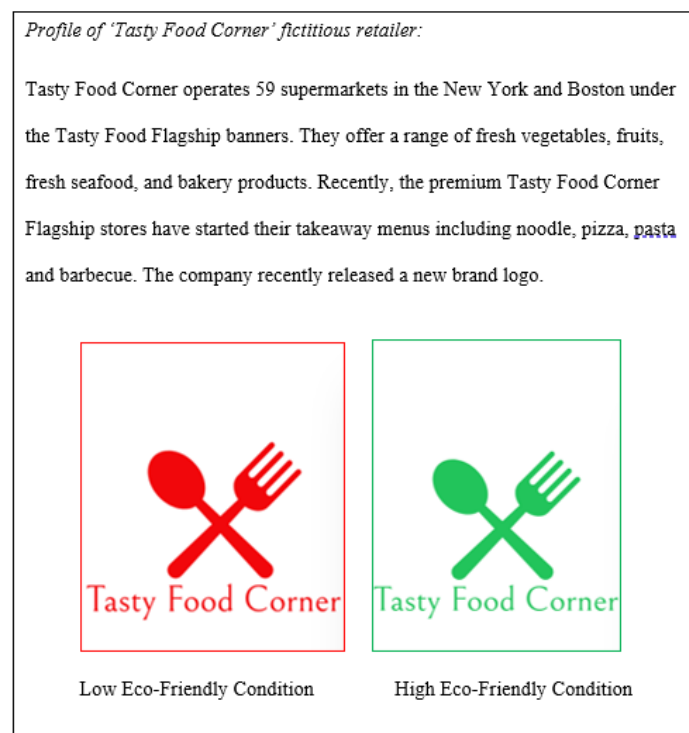 Profile of ‘Tasty Food Corner’ fictitious retailer:
Tasty Food Corner operates 59 supermarkets in the New York and Boston under
the Tasty Food Flagship banners. They offer a range of fresh vegetables, fruits,
fresh seafood, and bakery products. Recently, the premium Tasty Food Corner
Flagship stores have started their takeaway menus including noodle, pizza, pasta
and barbecue. The company recently released a new brand logo.
Tasty Food Corner
Tasty Food Corner
Low Eco-Friendly Condition
High Eco-Friendly Condition